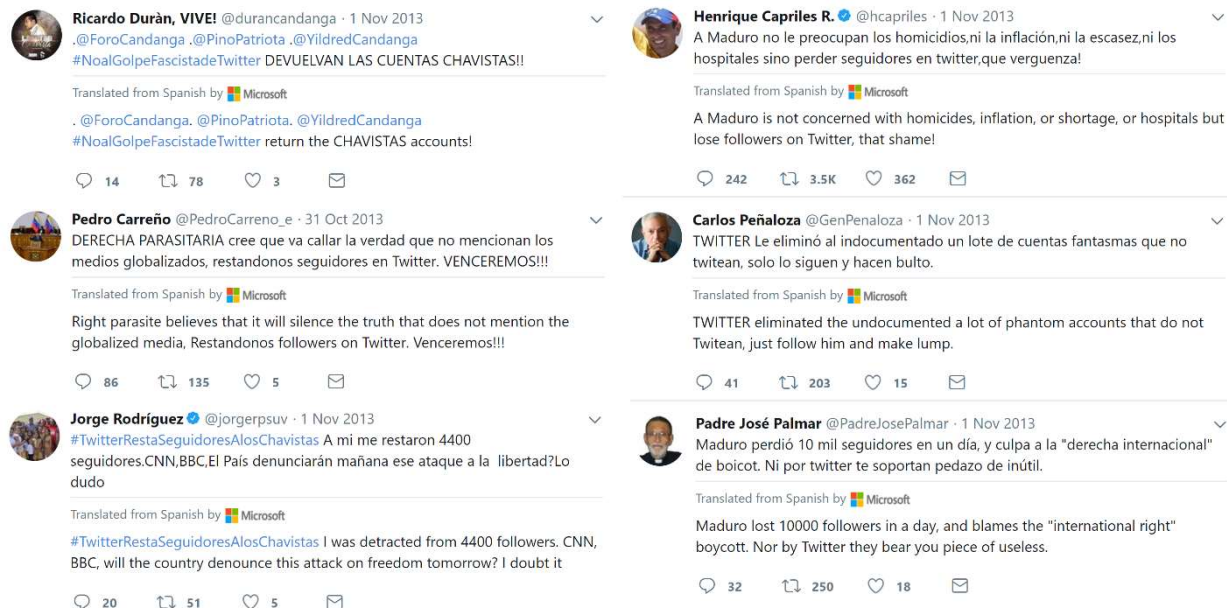 Ricardo Duràn, VIVE! @durancandanga · 1 Nov 2013
.@ForoCandanga .@PinoPatriota .@YildredCandanga
#NoalGolpeFascistadeTwitter DEVUELVAN LAS CUENTAS CHAVISTAS!!
Translated from Spanish by Microsoft
. @ForoCandanga. @PinoPatriota. @YildredCandanga
#NoalGolpeFascistadeTwitter return the CHAVISTAS accounts!
14 78 3
Pedro Carreño @PedroCarreno_e · 31 Oct 2013
DERECHA PARASITARIA cree que va callar la verdad que no mencionan los
medios globalizados, restandonos seguidores en Twitter. VENCEREMOS!!!
Translated from Spanish by Microsoft
Right parasite believes that it will silence the truth that does not mention the
globalized media, Restandonos followers on Twitter. Venceremos!!!
86 135 5
Jorge Rodríguez @jorgerpsuv · 1 Nov 2013
#TwitterRestaSeguidoresAlosChavistas A mi me restaron 4400
seguidores.CNN,BBC,El País denunciarán mañana ese ataque a la libertad?Lo
dudo
Translated from Spanish by Microsoft
#TwitterRestaSeguidoresAlosChavistas I was detracted from 4400 followers. CNN,
BBC, will the country denounce this attack on freedom tomorrow? I doubt it
20 51 5
Henrique Capriles R. @hcapriles · 1 Nov 2013
A Maduro no le preocupan los homicidios,ni la inflación,ni la escasez,ni los
hospitales sino perder seguidores en twitter,que verguenza!
Translated from Spanish by Microsoft
A Maduro is not concerned with homicides, inflation, or shortage, or hospitals but
lose followers on Twitter, that shame!
242 3.5K 362
Carlos Peñaloza @GenPenaloza · 1 Nov 2013
TWITTER Le eliminó al indocumentado un lote de cuentas fantasmas que no
twitean, solo lo siguen y hacen bulto.
Translated from Spanish by Microsoft
TWITTER eliminated the undocumented a lot of phantom accounts that do not
Twitean, just follow him and make lump.
41 203 15
Padre José Palmar @PadreJosePalmar · 1 Nov 2013
Maduro perdió 10 mil seguidores en un día, y culpa a la "derecha internacional"
de boicot. Ni por twitter te soportan pedazo de inútil.
Translated from Spanish by Microsoft
Maduro lost 10000 followers in a day, and blames the "international right"
boycott. Nor by Twitter they bear you piece of useless.
32 250 18